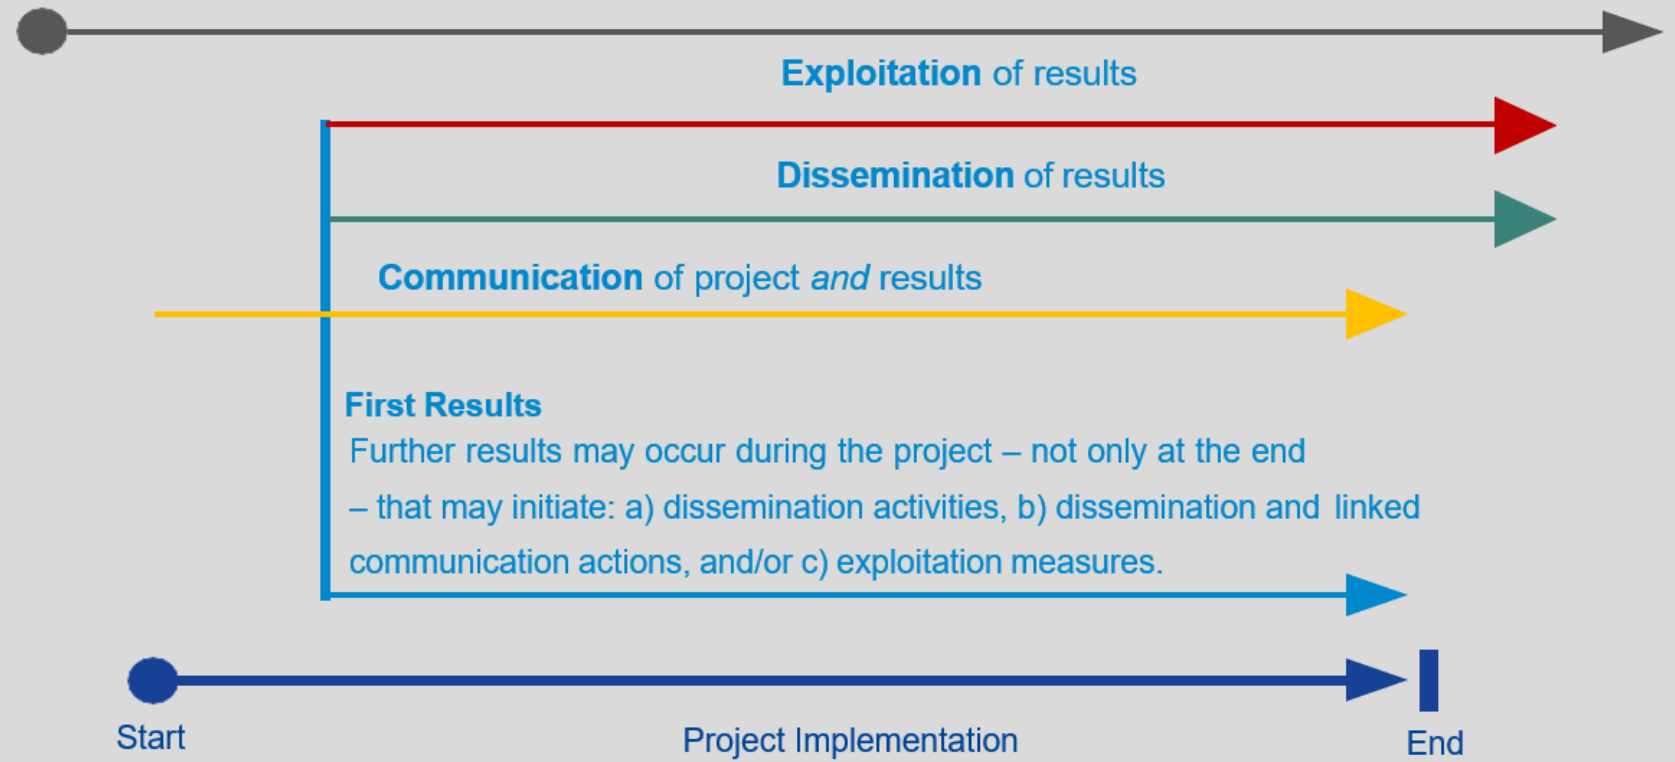 Exploitation of results
Dissemination of results
Communication of project and results
First Results
Further results may occur during the project – not only at the end
– that may initiate: a) dissemination activities, b) dissemination and linked
communication actions, and/or c) exploitation measures.
Start
Project Implementation
End